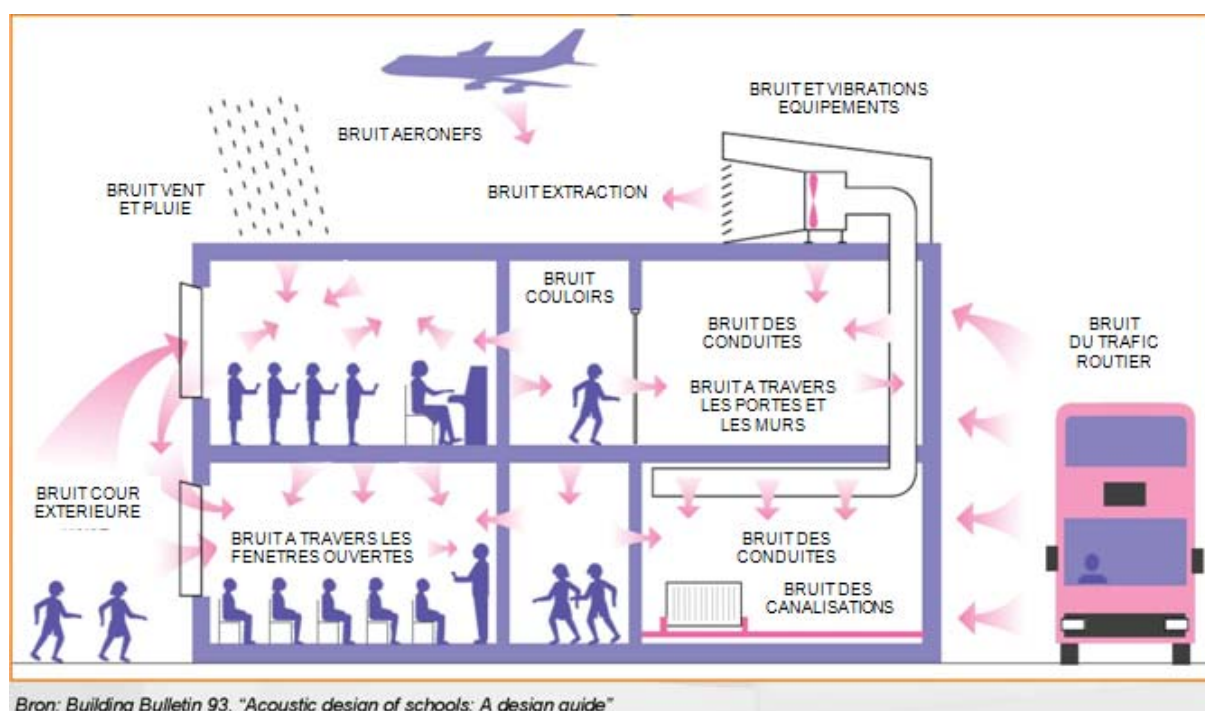 BRUIT ET VIBRATIONS
EQUIPEMENTS
BRUIT AERONEFS
BRUIT VENT
ET PLUIE
BRUIT EXTRACTION
BRUIT
COULOIRS
BRUIT DES
CONDUITES
BRUIT
DU TRAFIC
ROUTIER
BRUIT A TRAVERS
LES PORTES ET
LES MURS
BRUIT COUR
EXTERIEURE
BRUIT A TRAVERS LES
FENETRES OUVERTES
BRUIT DES
CONDUITES
BRUIT DES
CANALISATIONS
Bron: Building Bulletin 93, "Acoustic design of schools: A design guide"